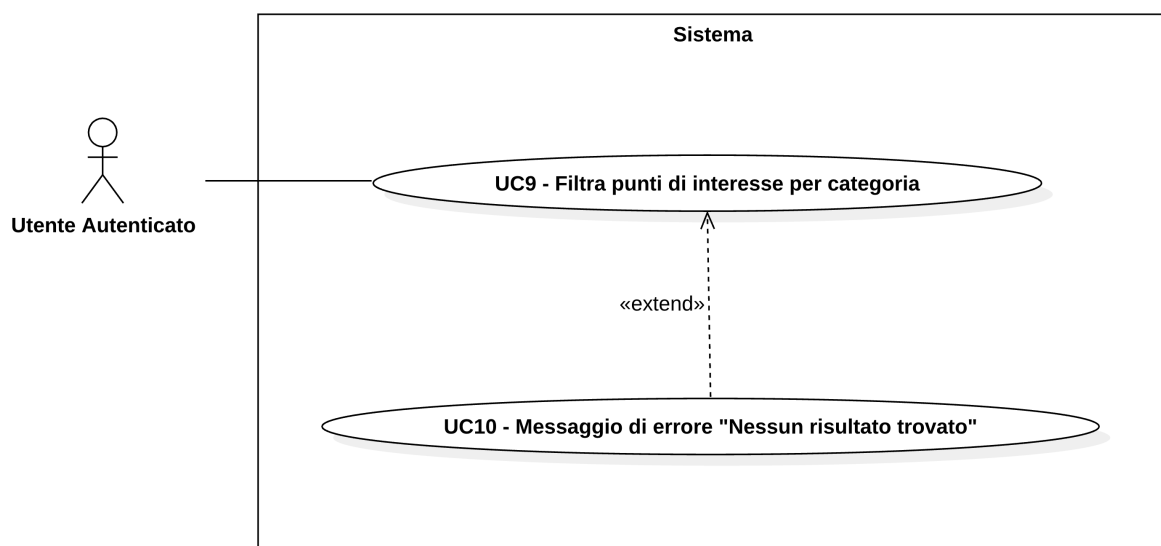 Sistema
UC9 - Filtra punti di interesse per categoria
Utente Autenticato
«extend»
UC10 - Messaggio di errore "Nessun risultato trovato"